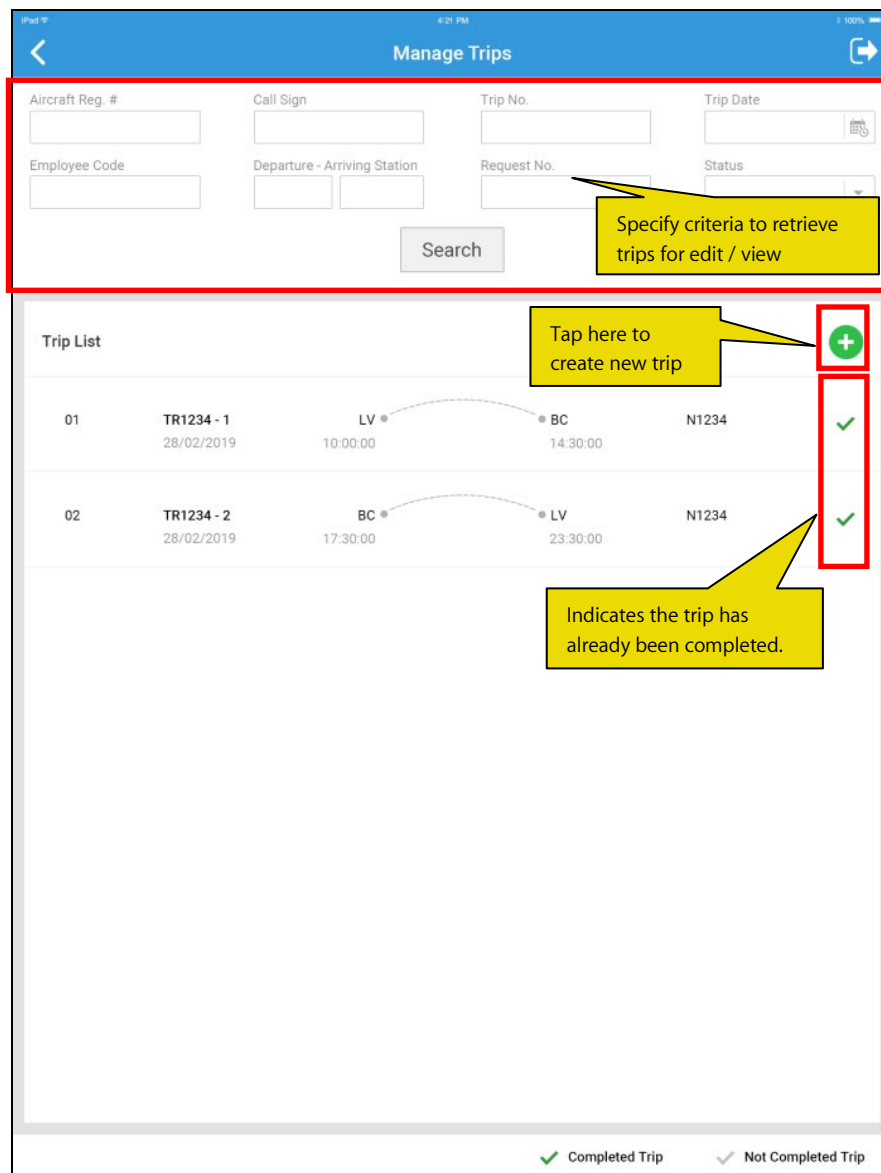 iPad 4:21 PM 100%
Manage Trips
Aircraft Reg. # Call Sign Trip No. Trip Date
Employee Code Departure - Arriving Station Request No. Status
Specify criteria to retrieve
trips for edit / view
Search
Trip List
Tap here to
create new trip
01 TR1234 - 1 LV BC N1234
28/02/2019 10:00:00 14:30:00
02 TR1234 - 2 BC LV N1234
28/02/2019 17:30:00 23:30:00
Indicates the trip has
already been completed.
Completed Trip Not Completed Trip